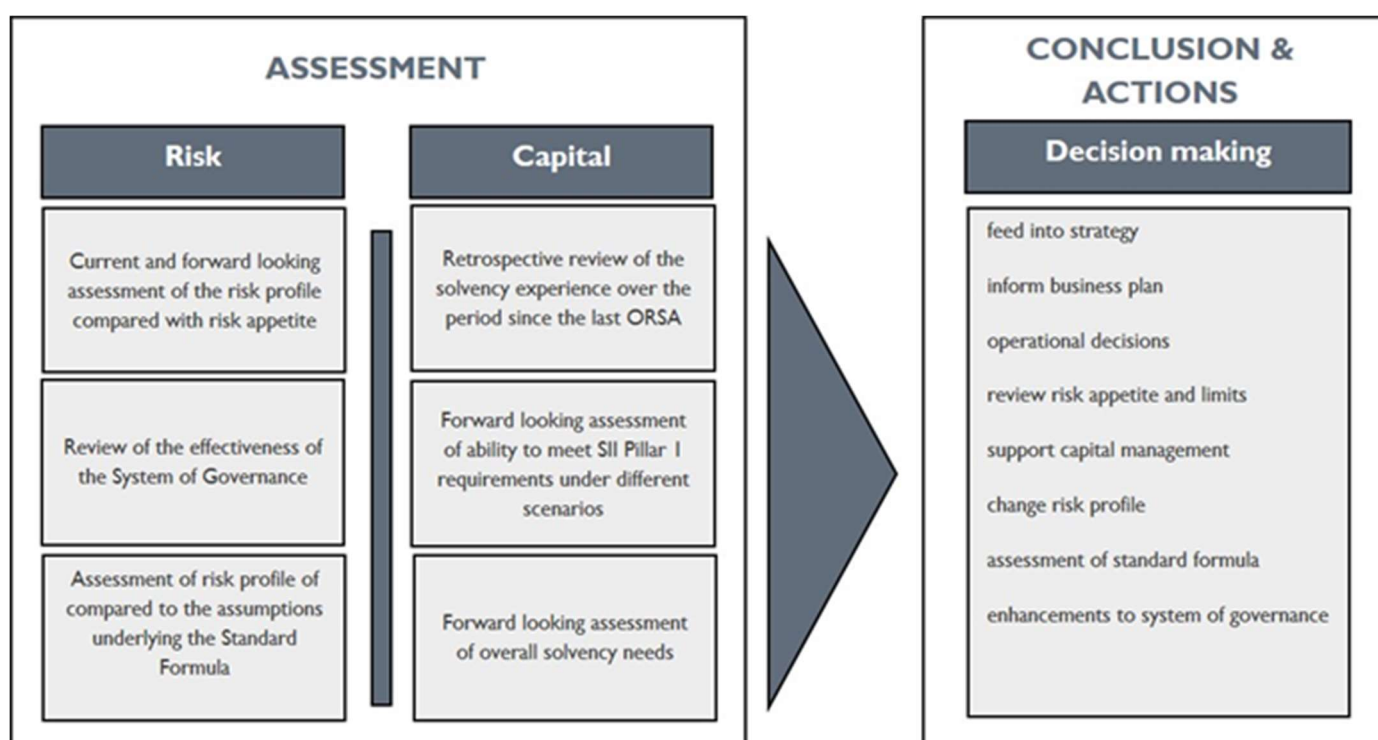 ASSESSMENT
Risk
Current and forward looking
assessment of the risk profile
compared with risk appetite
Review of the effectiveness of
the System of Governance
Assessment of risk profile of
compared to the assumptions
underlying the Standard
Formula
Capital
Retrospective review of the
solvency experience over the
period since the last ORSA
Forward looking assessment
of ability to meet SII Pillar 1
requirements under different
scenarios
Forward looking assessment
of overall solvency needs
CONCLUSION &
ACTIONS
Decision making
feed into strategy
inform business plan
operational decisions
review risk appetite and limits
support capital management
change risk profile
assessment of standard formula
enhancements to system of governance